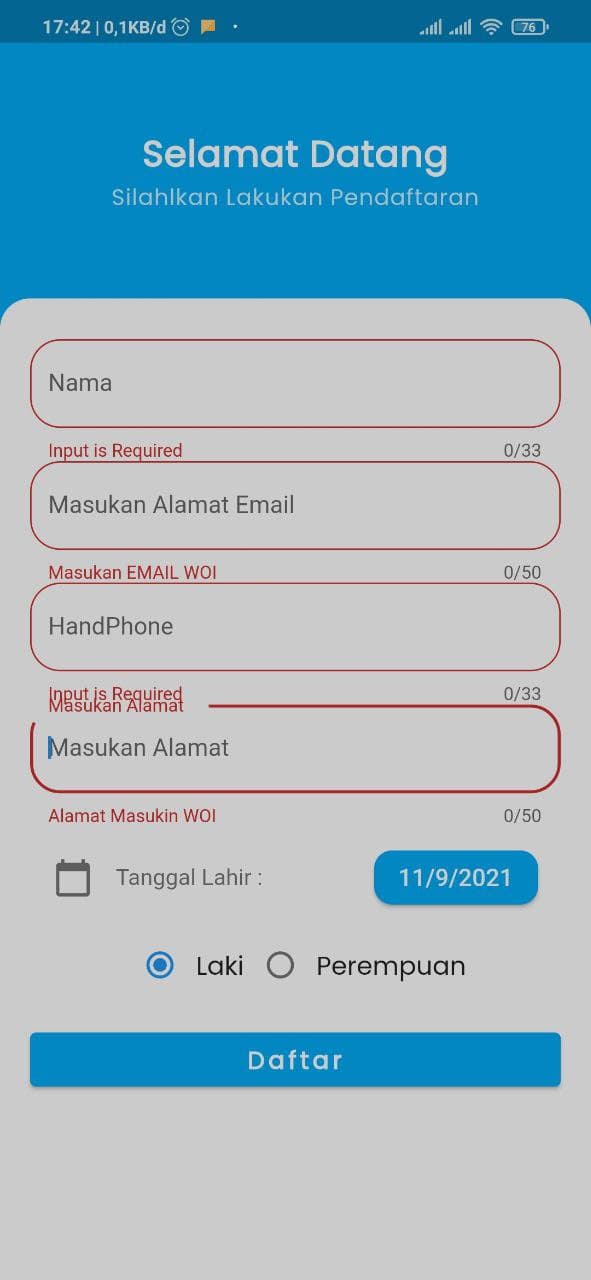 17:42 | 0,1KB/d
76
Selamat Datang
Silahlkan Lakukan Pendaftaran
Nama
Input is Required 0/33
Masukan Alamat Email
Masukan EMAIL WOI 0/50
HandPhone
Input is Required 0/33
Masukan Alamat
Masukan Alamat
Alamat Masukin WOI 0/50
Tanggal Lahir : 11/9/2021
Laki Perempuan
Daftar